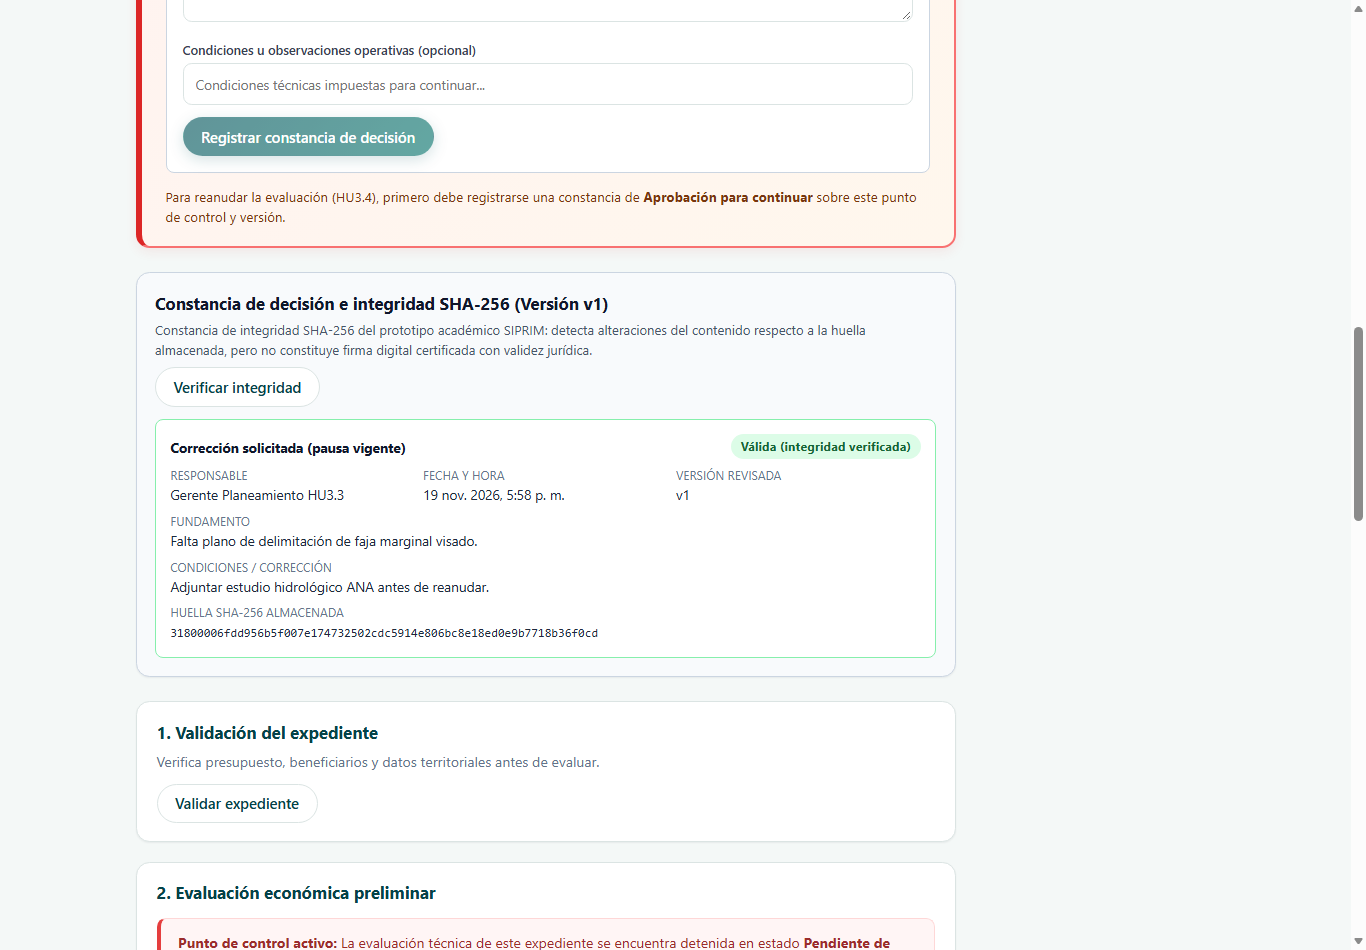 Condiciones u observaciones operativas (opcional)
Condiciones técnicas impuestas para continuar...
Registrar constancia de decisión
Para reanudar la evaluación (HU3.4), primero debe registrarse una constancia de Aprobación para continuar sobre este punto
de control y versión.
Constancia de decisión e integridad SHA-256 (Versión v1)
Constancia de integridad SHA-256 del prototipo académico SIPRIM: detecta alteraciones del contenido respecto a la huella
almacenada, pero no constituye firma digital certificada con validez jurídica.
Verificar integridad
Corrección solicitada (pausa vigente)
Válida (integridad verificada)
RESPONSABLE
Gerente Planeamiento HU3.3
FECHA Y HORA
19 nov. 2026, 5:58 p. m.
VERSIÓN REVISADA
v1
FUNDAMENTO
Falta plano de delimitación de faja marginal visado.
CONDICIONES / CORRECCIÓN
Adjuntar estudio hidrológico ANA antes de reanudar.
HUELLA SHA-256 ALMACENADA
31800006fdd956b5f007e174732502cdc5914e806bc8e18ed0e9b7718b36f0cd
1. Validación del expediente
Verifica presupuesto, beneficiarios y datos territoriales antes de evaluar.
Validar expediente
2. Evaluación económica preliminar
Punto de control activo: La evaluación técnica de este expediente se encuentra detenida en estado Pendiente de